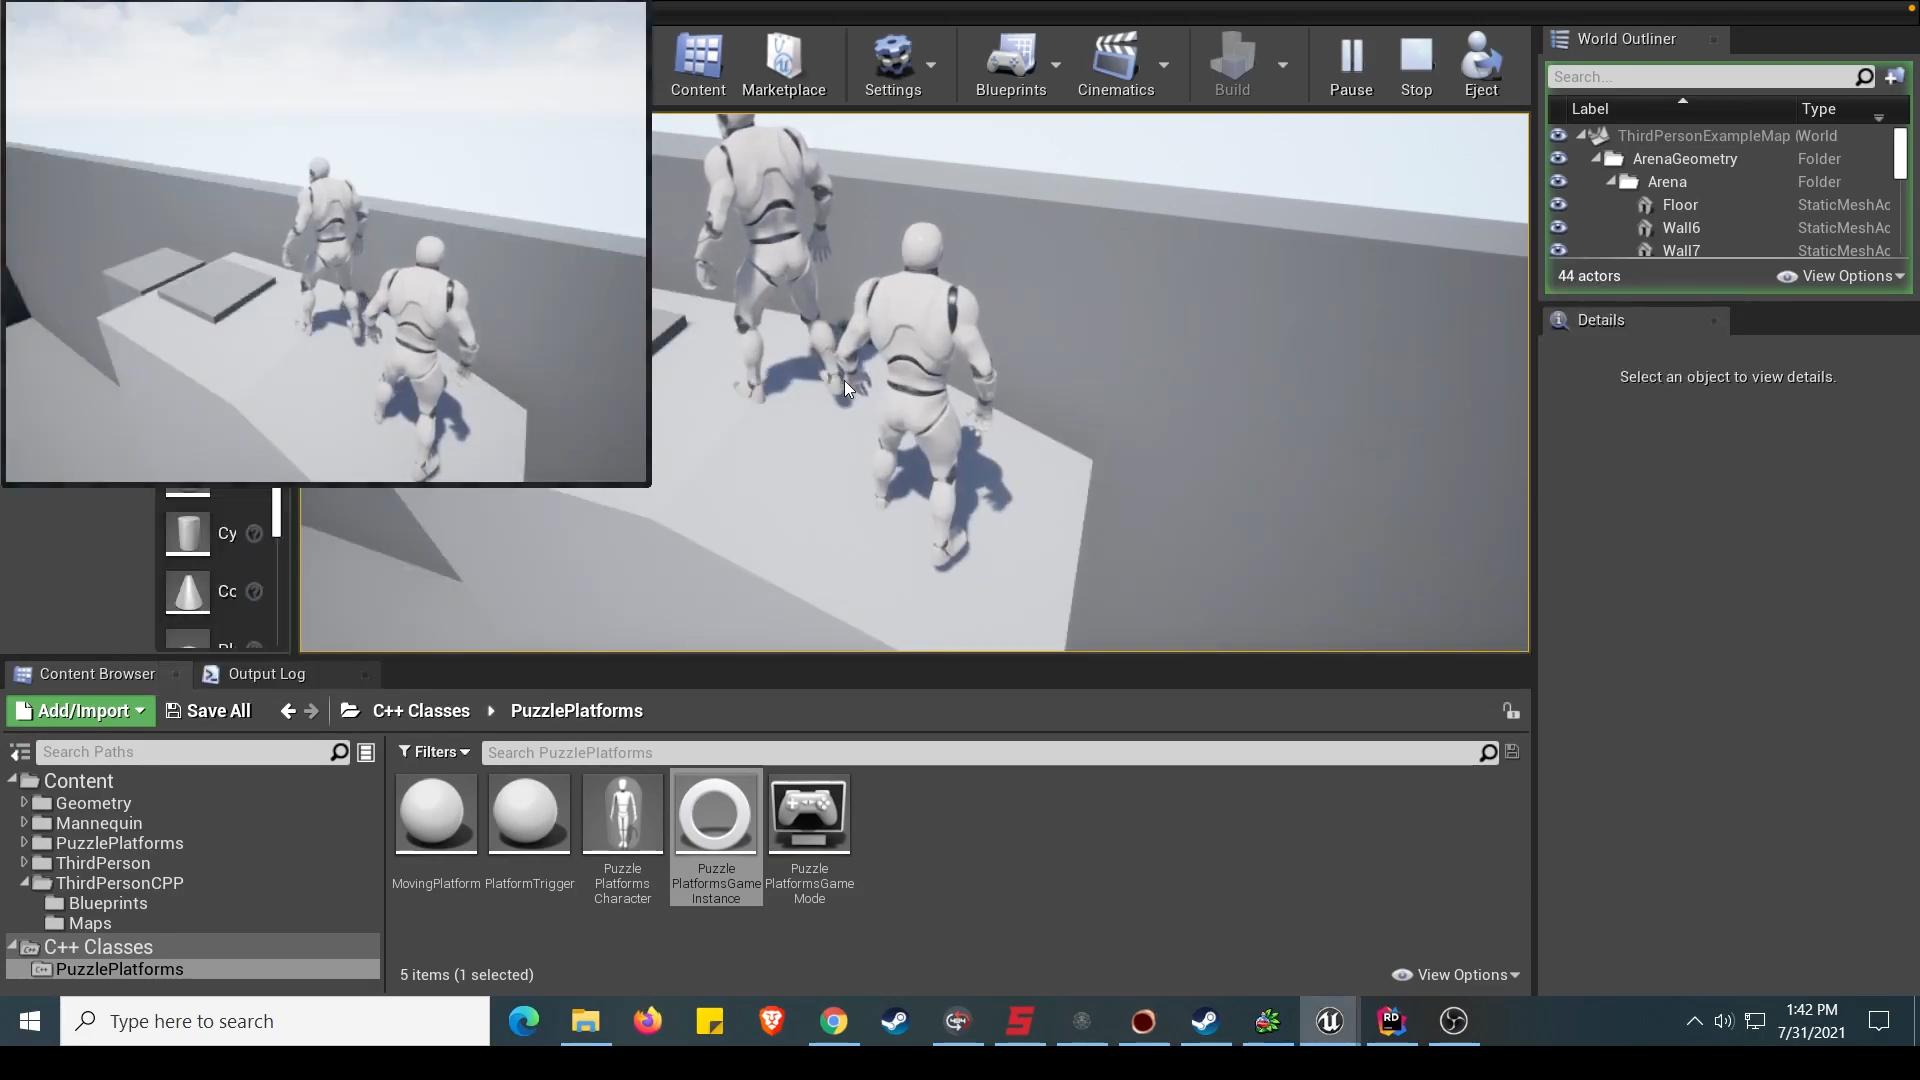 Content
Marketplace
Settings
Blueprints
Cinematics
Build
Pause
Stop
Eject
World Outliner
Search...
Label
Type
ThirdPersonExampleMap (World
ArenaGeometry Folder
Arena Folder
Floor StaticMeshAc
Wall6 StaticMeshAc
Wall7 StaticMeshAc
44 actors
View Options
Details
Select an object to view details.
Cy
Co
Content Browser
Output Log
Add/Import
Save All
C++ Classes
PuzzlePlatforms
Search Paths
Filters
Search PuzzlePlatforms
Content
Geometry
Mannequin
PuzzlePlatforms
ThirdPerson
ThirdPersonCPP
Blueprints
Maps
C++ Classes
PuzzlePlatforms
MovingPlatform
PlatformTrigger
Puzzle
Platforms
Character
Puzzle
PlatformsGame
Instance
Puzzle
PlatformsGame
Mode
5 items (1 selected)
View Options
Type here to search
RD
1:42 PM
7/31/2021